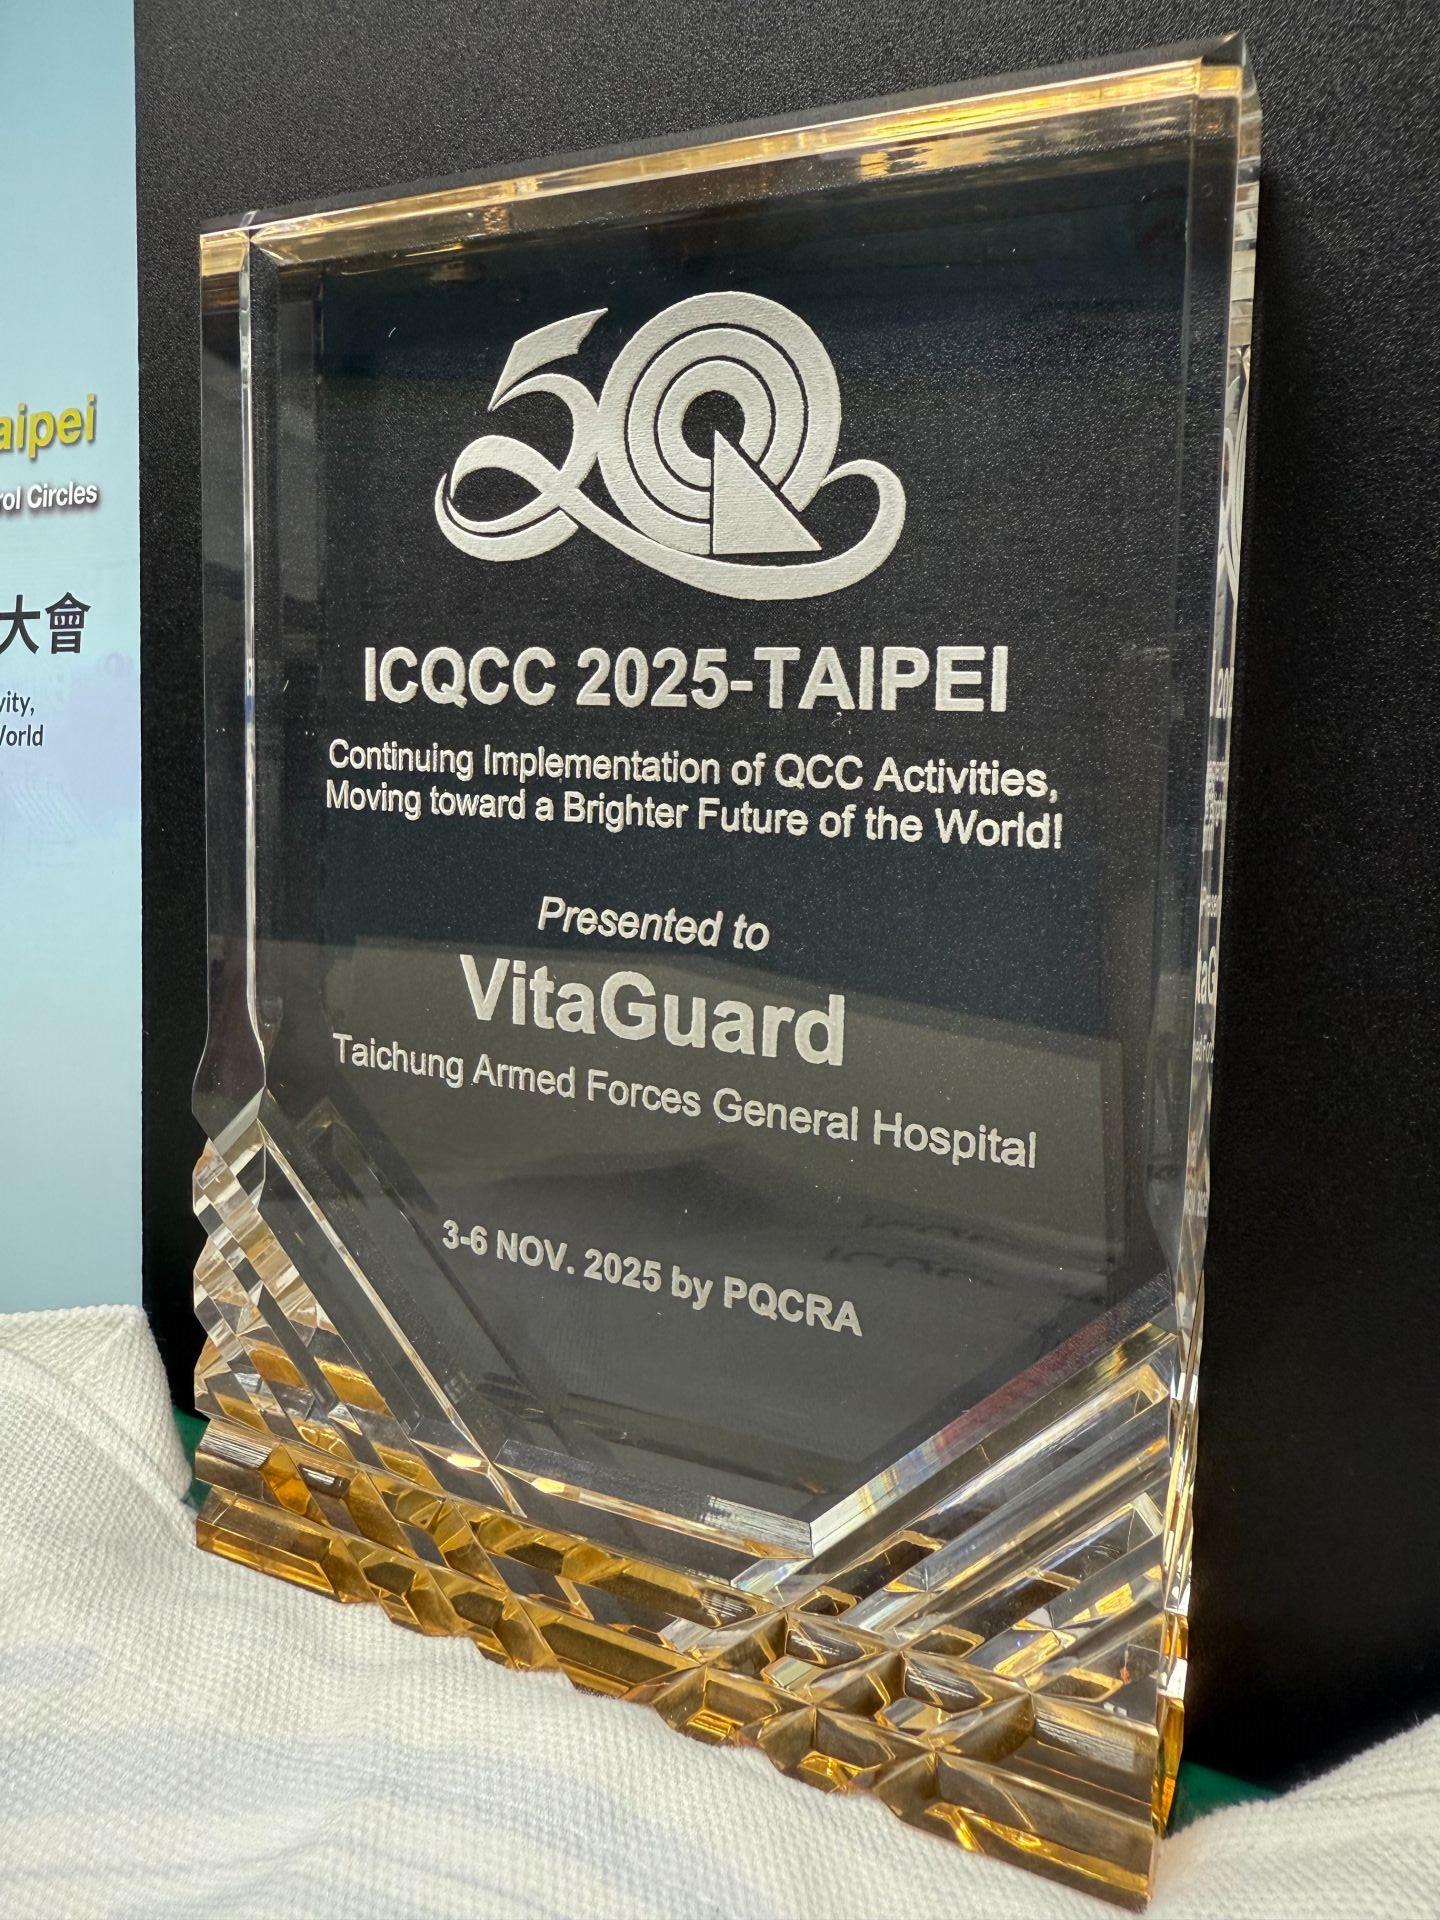 aipei
rol Circles
大會
vity,
World
50
ICQCC 2025-TAIPEI
Continuing Implementation of QCC Activities,
Moving toward a Brighter Future of the World!
Presented to
VitaGuard
Taichung Armed Forces General Hospital
3-6 NOV. 2025 by PQCRA